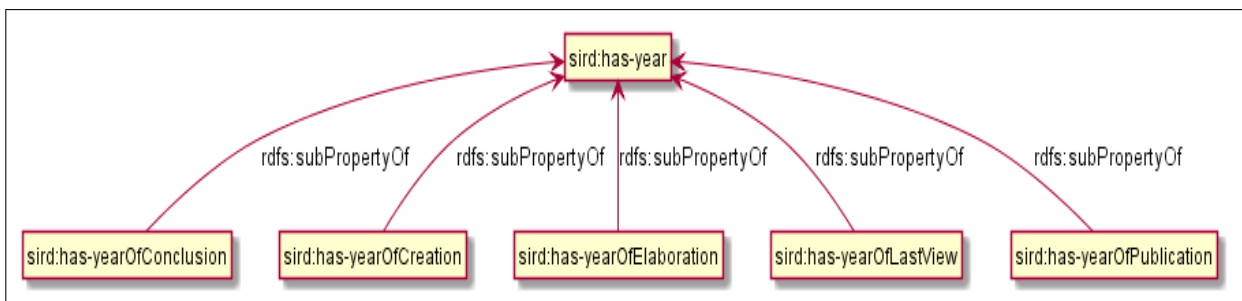 sird:has-year
rdfs:subPropertyOf rdfs:subPropertyOf rdfs:subPropertyOf rdfs:subPropertyOf rdfs:subPropertyOf
sird:has-yearOfConclusion sird:has-yearOfCreation sird:has-yearOfElaboration sird:has-yearOfLastView sird:has-yearOfPublication